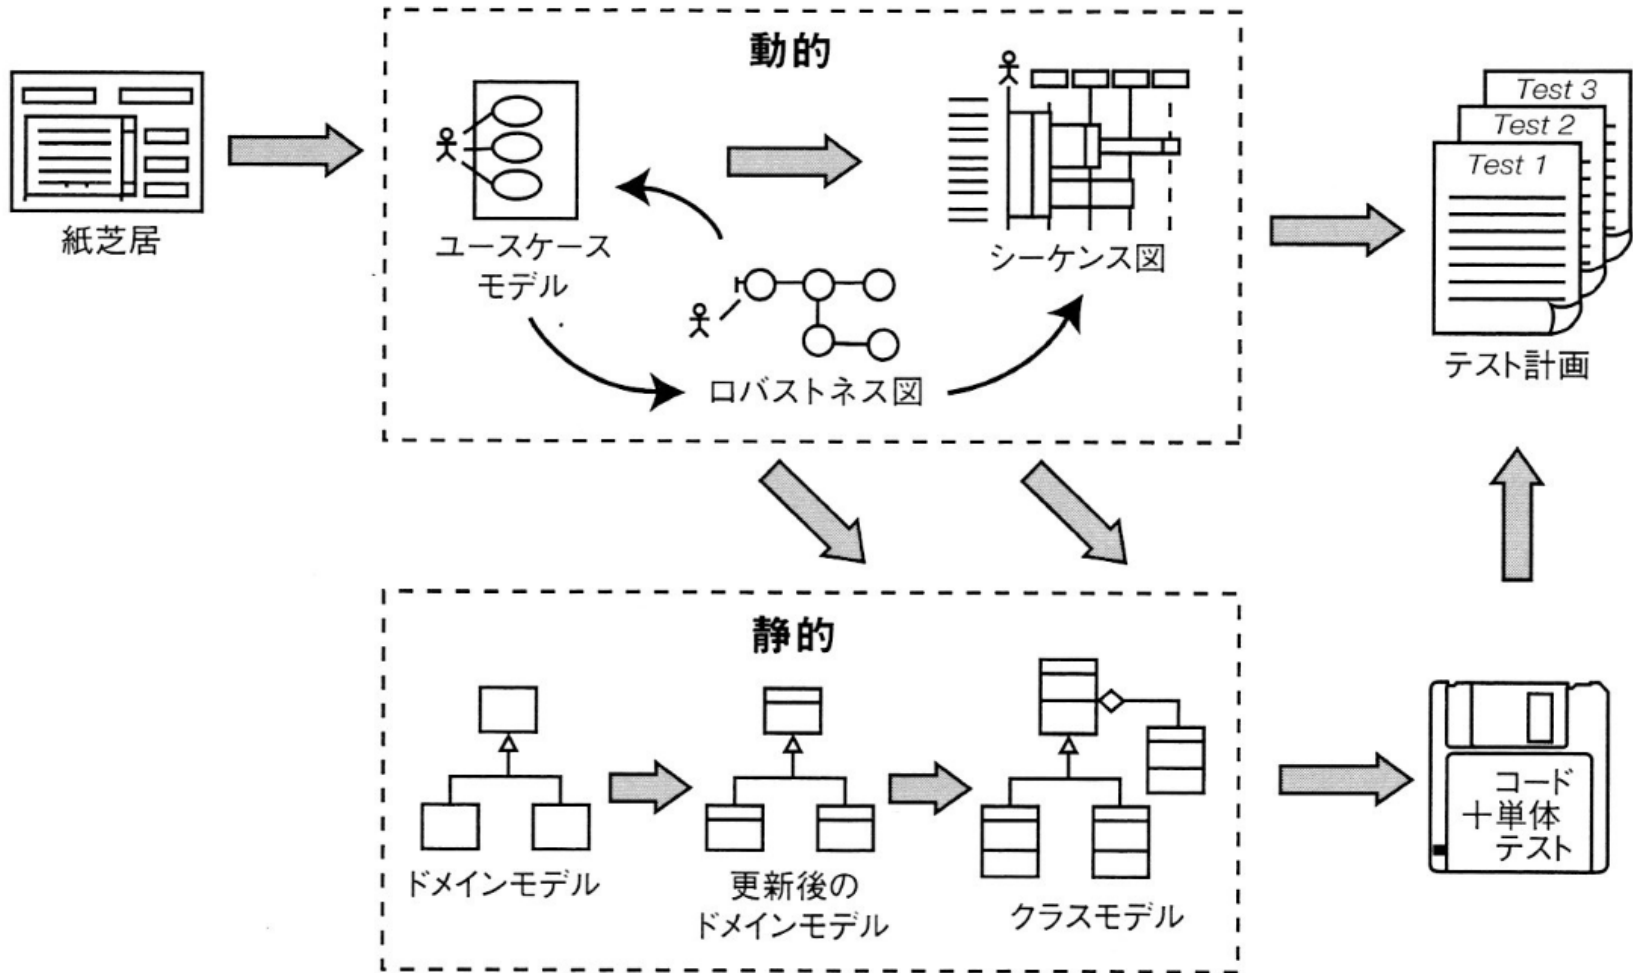 動的
紙芝居
ユースケース
モデル
シーケンス図
ロバストネス図
Test 3
Test 2
Test 1
テスト計画
静的
ドメインモデル
更新後の
ドメインモデル
クラスモデル
コード
＋単体
テスト